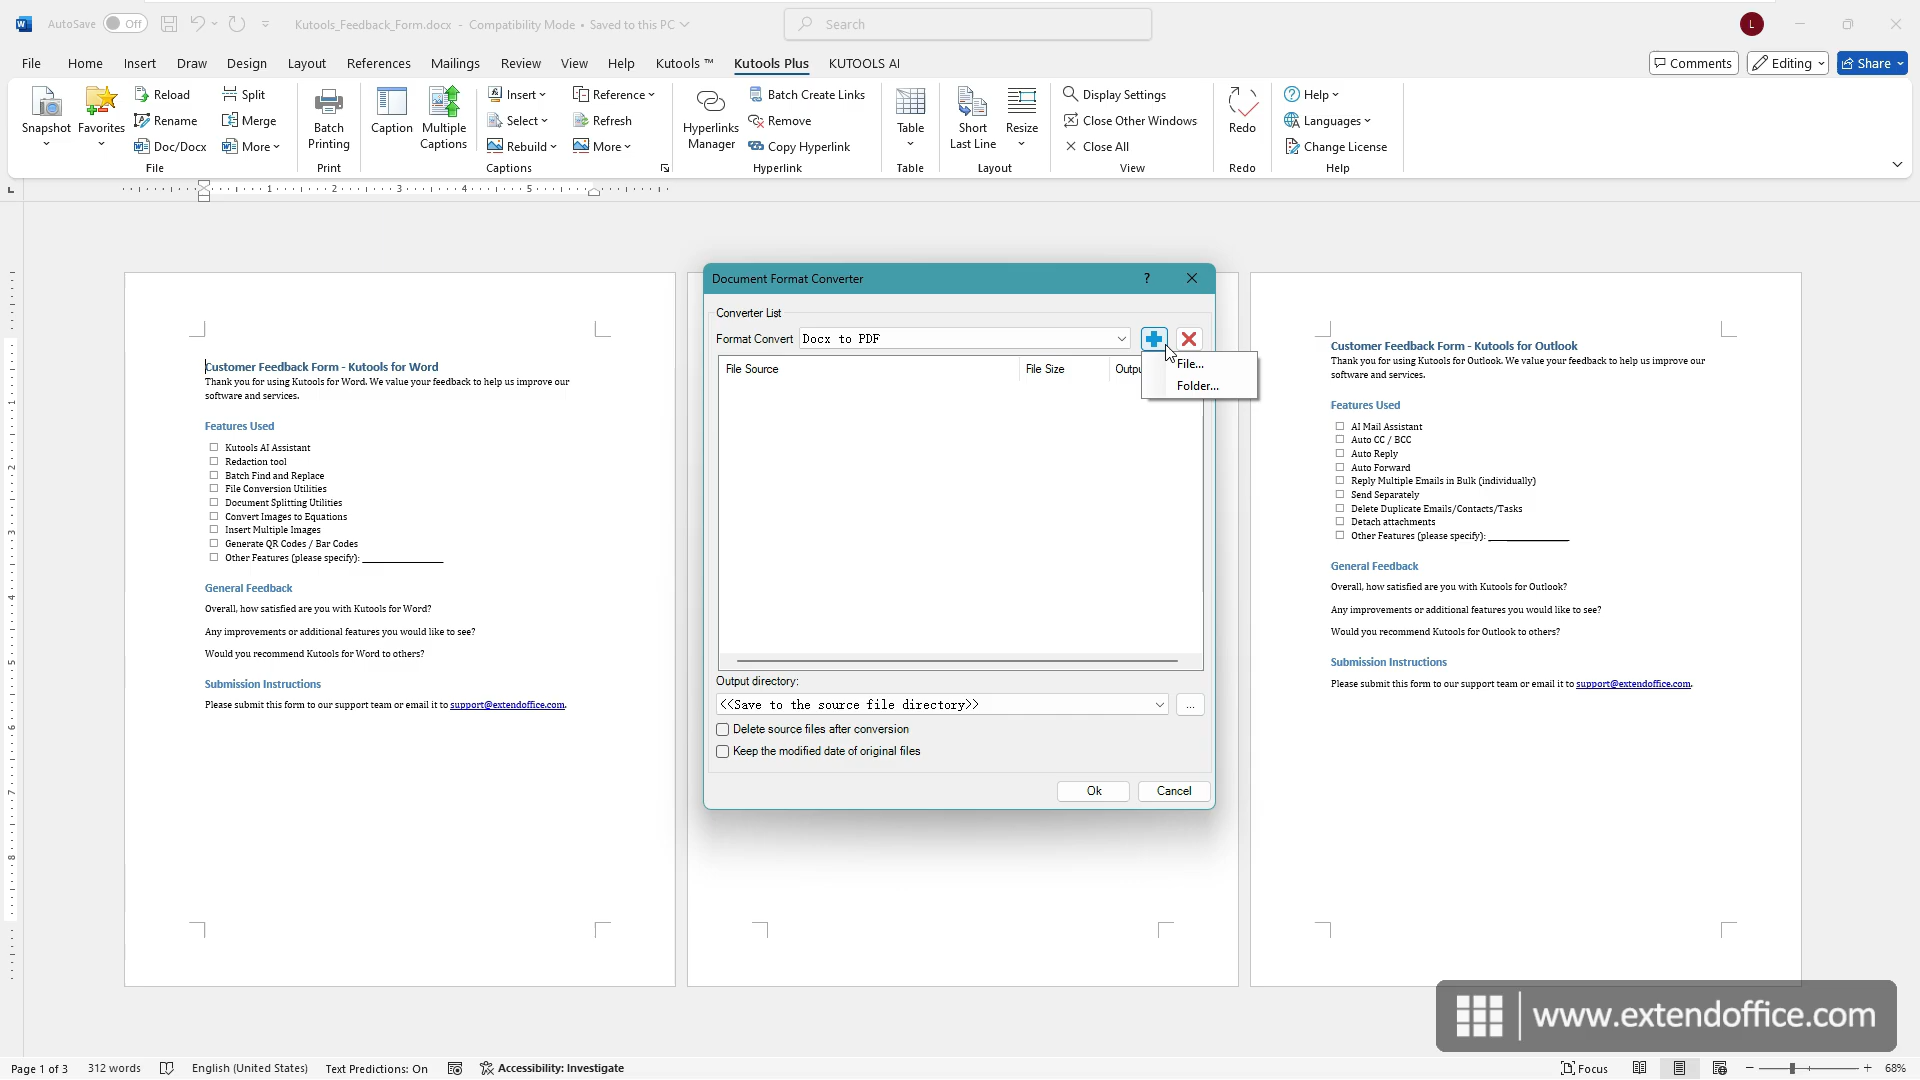 AutoSave Off Kutools_Feedback_Form.docx - Compatibility Mode • Saved to this PC Search L
File Home Insert Draw Design Layout References Mailings Review View Help Kutools ™ Kutools Plus KUTOOLS AI Comments Editing Share
Snapshot Favorites Reload Rename Doc/Docx Split Merge More
File
Batch Printing
Print
Caption Multiple Captions Insert Select Rebuild Reference Refresh More
Captions
Hyperlinks Manager Batch Create Links Remove Copy Hyperlink
Hyperlink
Table
Table
Short Last Line Resize
Layout
Display Settings Close Other Windows Close All
View
Redo
Redo
Help Languages Change License
Help
1 2 3 4 5
1
2
3
4
5
6
7
8
Customer Feedback Form - Kutools for Word
Thank you for using Kutools for Word. We value your feedback to help us improve our
software and services.
Features Used
Kutools AI Assistant
Redaction tool
Batch Find and Replace
File Conversion Utilities
Document Splitting Utilities
Convert Images to Equations
Insert Multiple Images
Generate QR Codes / Bar Codes
Other Features (please specify): _______________
General Feedback
Overall, how satisfied are you with Kutools for Word?
Any improvements or additional features you would like to see?
Would you recommend Kutools for Word to others?
Submission Instructions
Please submit this form to our support team or email it to support@extendoffice.com.
Document Format Converter ?
Converter List
Format Convert Docx to PDF
File Source File Size Outpu
File...
Folder...
Output directory:
<<Save to the source file directory>> ...
Delete source files after conversion
Keep the modified date of original files
Ok Cancel
Customer Feedback Form - Kutools for Outlook
Thank you for using Kutools for Outlook. We value your feedback to help us improve our
software and services.
Features Used
AI Mail Assistant
Auto CC / BCC
Auto Reply
Auto Forward
Reply Multiple Emails in Bulk (individually)
Send Separately
Delete Duplicate Emails/Contacts/Tasks
Detach attachments
Other Features (please specify): _______________
General Feedback
Overall, how satisfied are you with Kutools for Outlook?
Any improvements or additional features you would like to see?
Would you recommend Kutools for Outlook to others?
Submission Instructions
Please submit this form to our support team or email it to support@extendoffice.com.
www.extendoffice.com
Page 1 of 3 312 words English (United States) Text Predictions: On Accessibility: Investigate Focus 68%